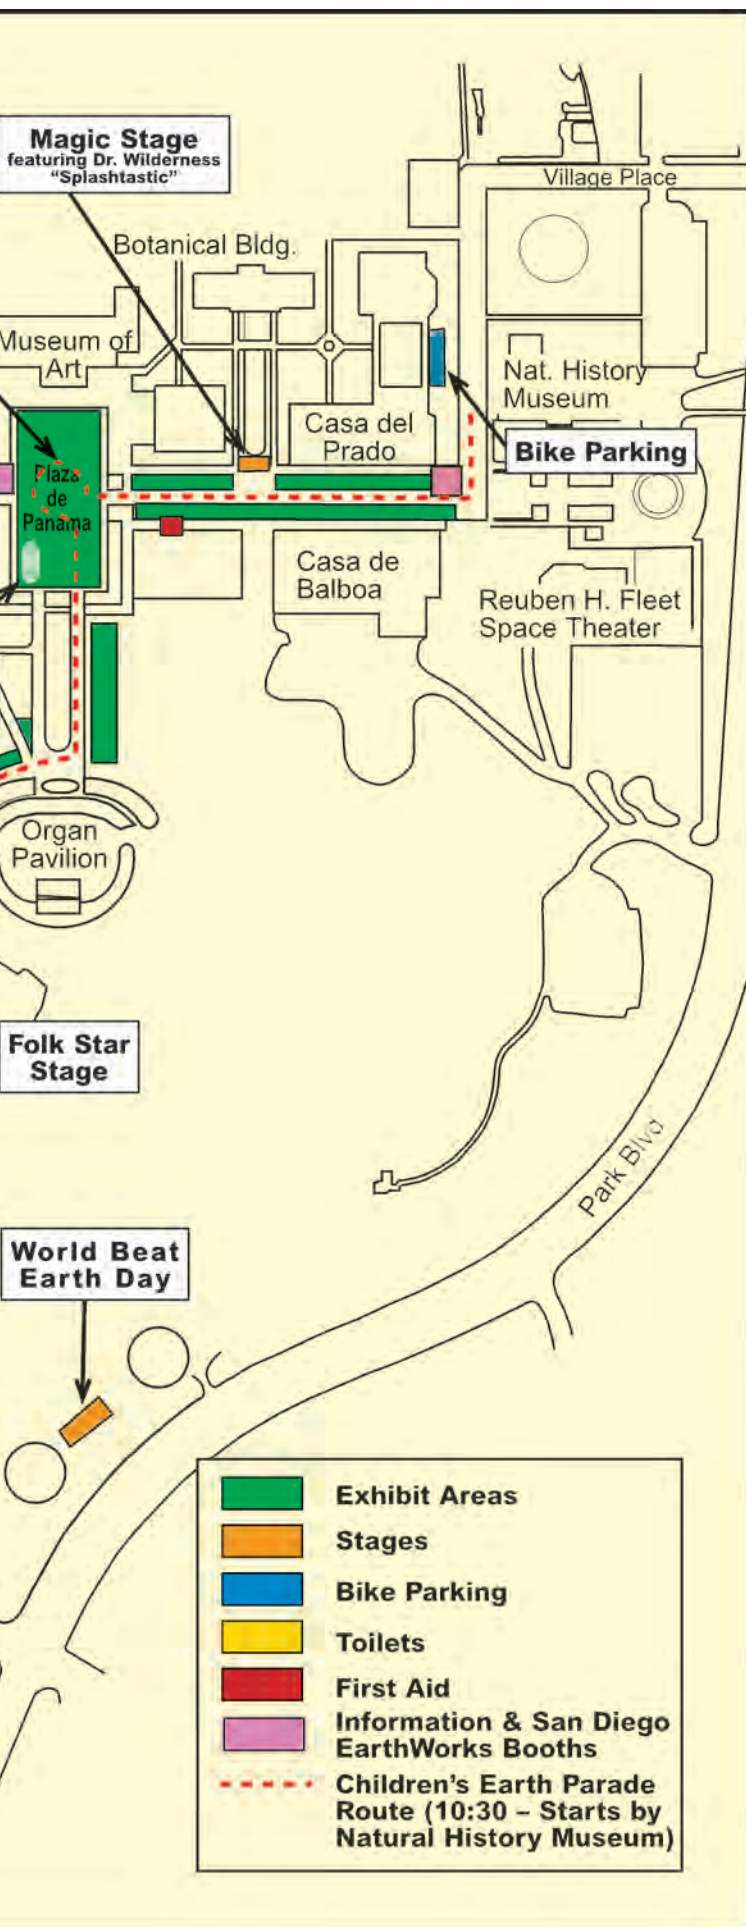 Magic Stage
featuring Dr. Wilderness
“Splashtastic”
Village Place
Botanical Bldg.
Museum of
Art
Nat. History
Museum
Casa del
Prado
Bike Parking
Plaza
de
Panama
Casa de
Balboa
Reuben H. Fleet
Space Theater
Organ
Pavilion
Folk Star
Stage
Park Blvd
World Beat
Earth Day
Exhibit Areas
Stages
Bike Parking
Toilets
First Aid
Information & San Diego
EarthWorks Booths
Children’s Earth Parade
Route (10:30 – Starts by
Natural History Museum)